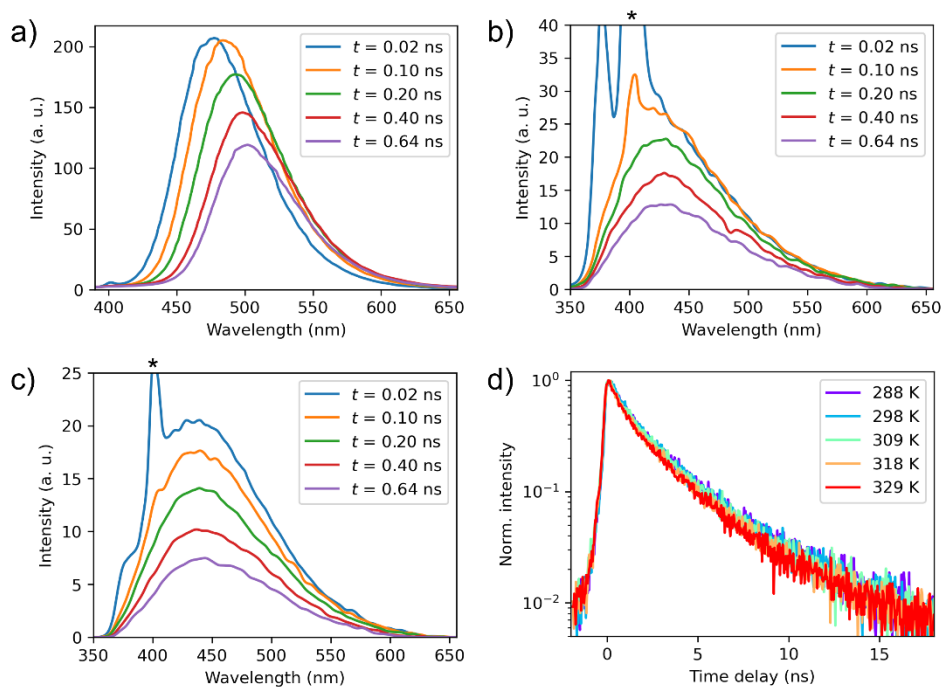 a)
200
150
100
50
0
Intensity (a. u.)
400
450
500
550
600
650
Wavelength (nm)
t = 0.02 ns
t = 0.10 ns
t = 0.20 ns
t = 0.40 ns
t = 0.64 ns
b)
*
40
35
30
25
20
15
10
5
0
Intensity (a. u.)
350
400
450
500
550
600
650
Wavelength (nm)
t = 0.02 ns
t = 0.10 ns
t = 0.20 ns
t = 0.40 ns
t = 0.64 ns
c)
*
25
20
15
10
5
0
Intensity (a. u.)
350
400
450
500
550
600
650
Wavelength (nm)
t = 0.02 ns
t = 0.10 ns
t = 0.20 ns
t = 0.40 ns
t = 0.64 ns
d)
10⁰
10⁻¹
10⁻²
Norm. intensity
0
5
10
15
Time delay (ns)
288 K
298 K
309 K
318 K
329 K